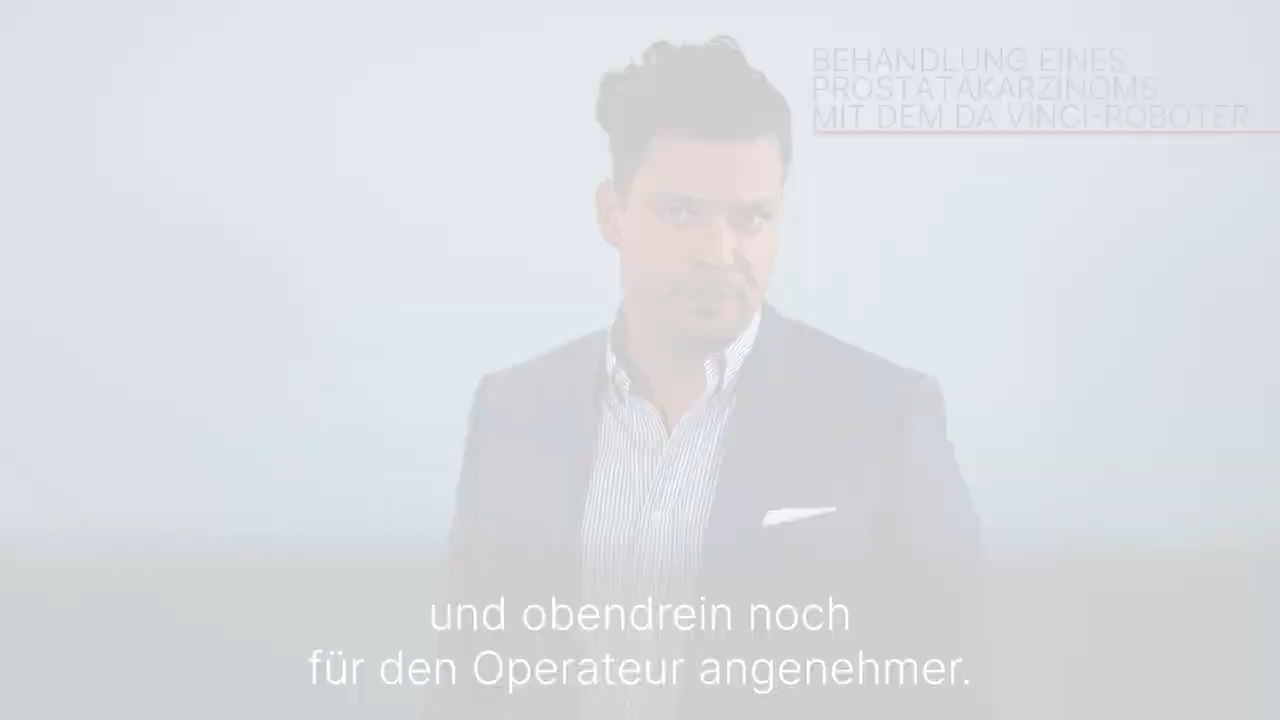 BEHANDLUNG EINES
PROSTATAKARZINOMS
MIT DEM DA VINCI-ROBOTER
und obendrein noch
für den Operateur angenehmer.